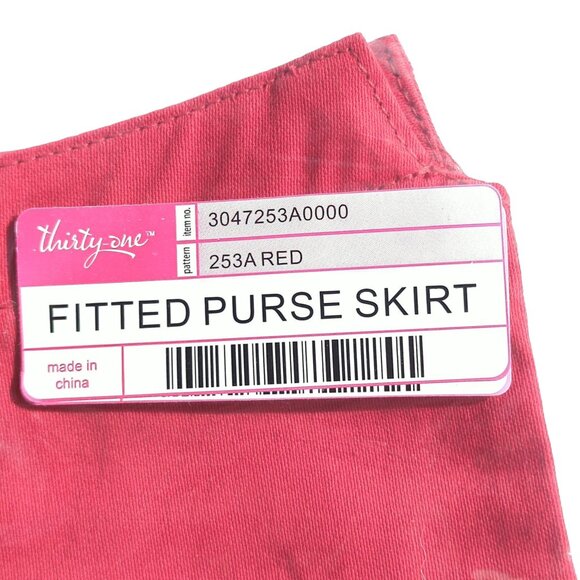 thirty-one™
item no. 3047253A0000
pattern 253A RED
FITTED PURSE SKIRT
made in
china